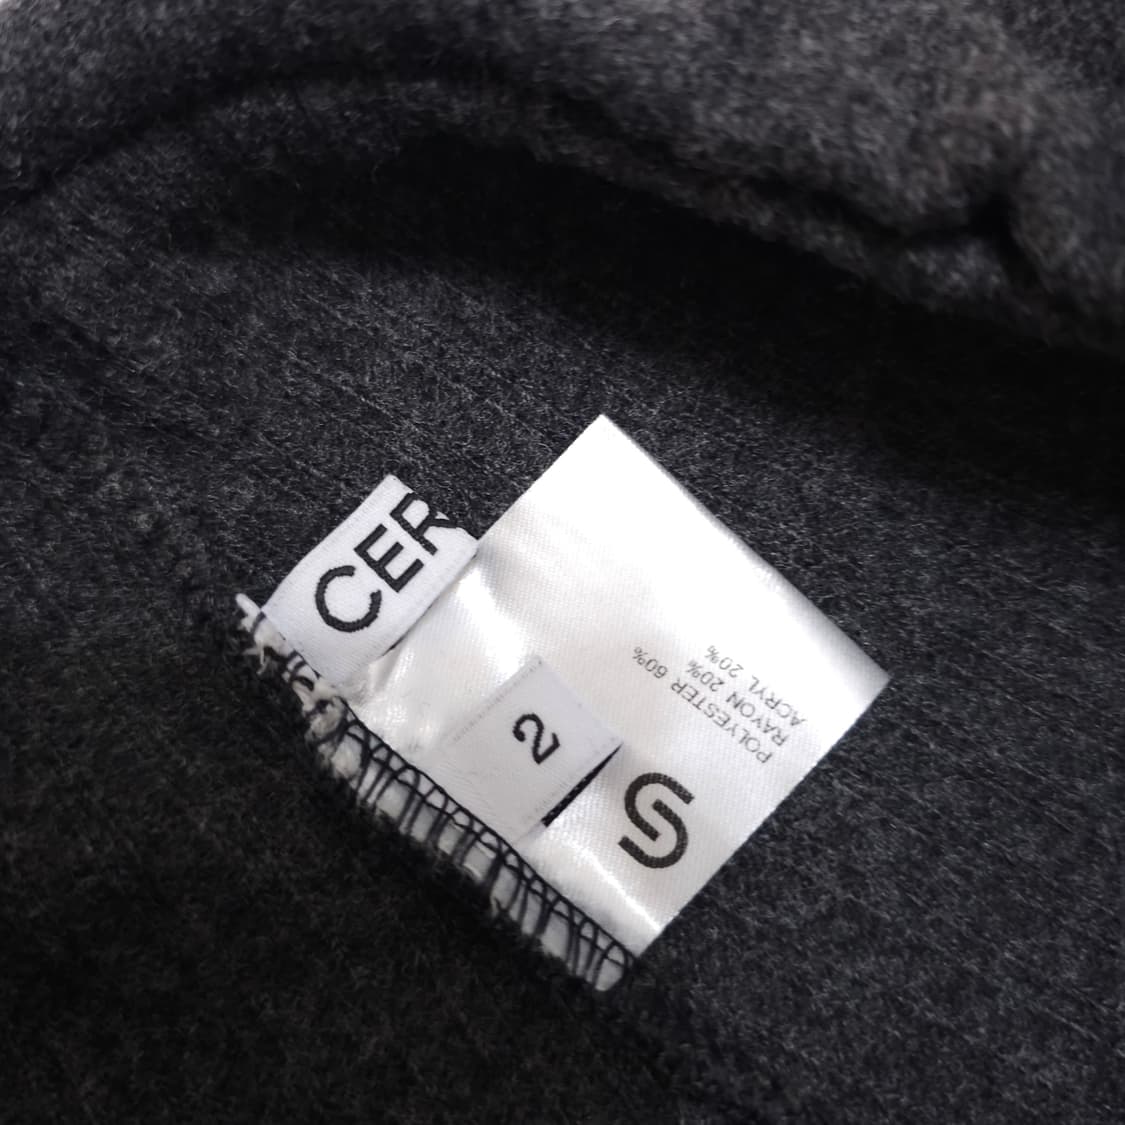 CER
2
S
POLYESTER 60%
RAYON 20%
ACRYL 20%